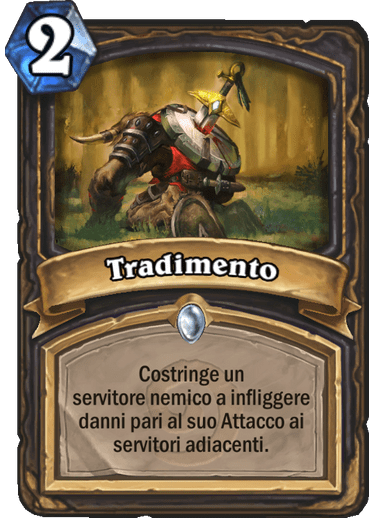 2
Tradimento
Costringe un
servitore nemico a infliggere
danni pari al suo Attacco ai
servitori adiacenti.